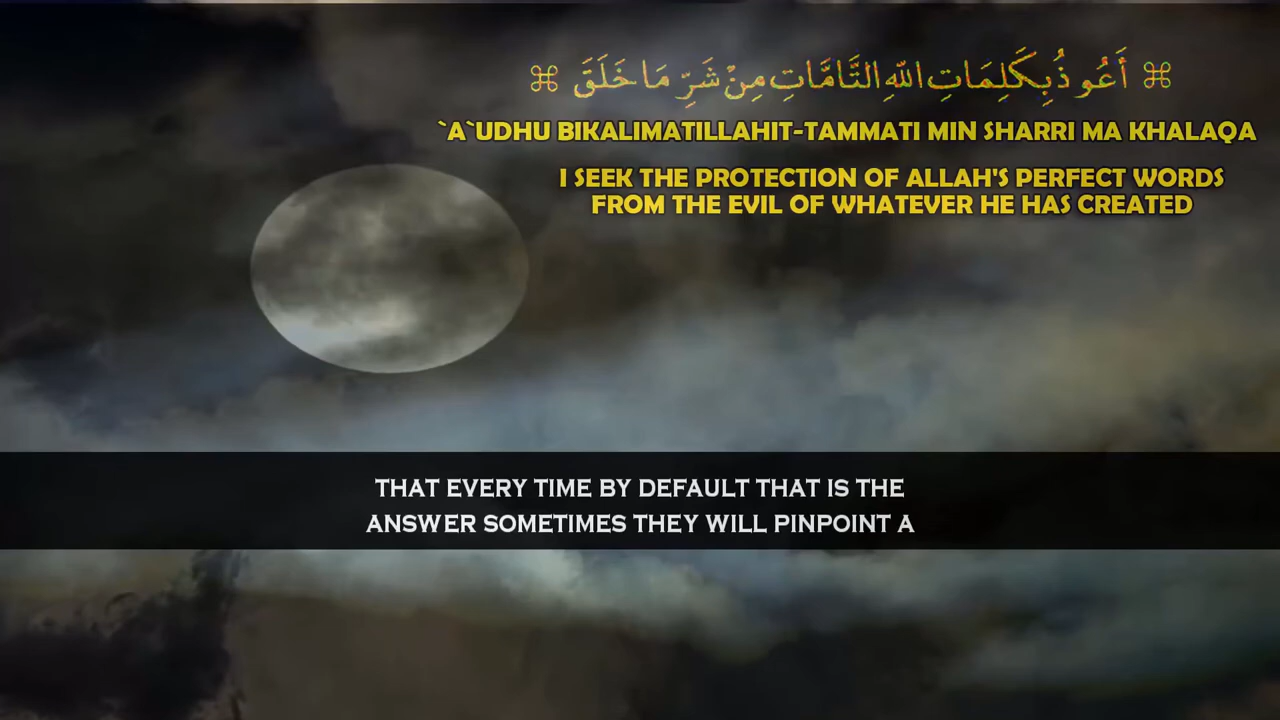 ⌘ أَعُوذُ بِكَلِمَاتِ اللّٰهِ التَّامَّاتِ مِنْ شَرِّ مَا خَلَقَ ⌘
`A`UDHU BIKALIMATILLAHIT-TAMMATI MIN SHARRI MA KHALAQA
I SEEK THE PROTECTION OF ALLAH'S PERFECT WORDS
FROM THE EVIL OF WHATEVER HE HAS CREATED
THAT EVERY TIME BY DEFAULT THAT IS THE
ANSWER SOMETIMES THEY WILL PINPOINT A